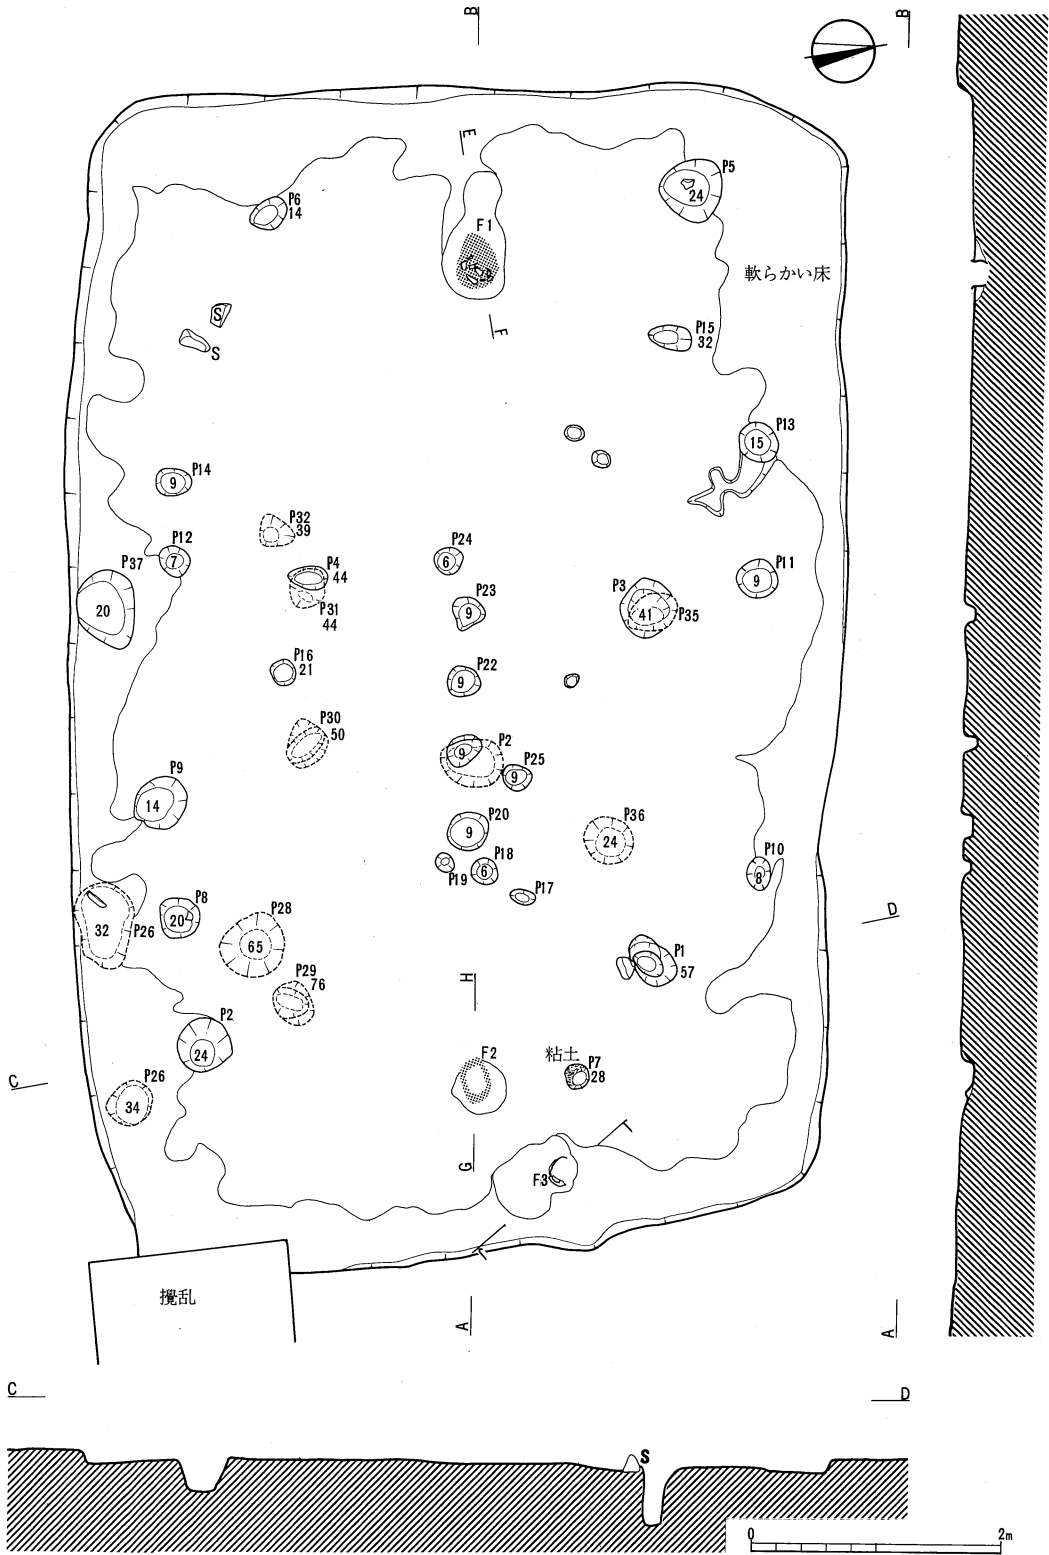 B
B
E
P5
24
P6
14
F1
軟らかい床
F
S
S
P15
32
P13
15
P14
9
P32
39
P12
7
P37
20
P4
44
P31
44
P24
6
P23
9
P3
41
P35
P11
9
P16
21
P22
9
P30
50
P2
9
P25
9
P9
14
P20
9
P36
24
P19
P18
6
P17
P10
8
32
P26
P8
20
P28
65
D
P29
76
P1
57
H
P2
24
粘土
F2
P7
28
C
P26
34
G
F3
攪乱
A
A
C
D
S
0
2m